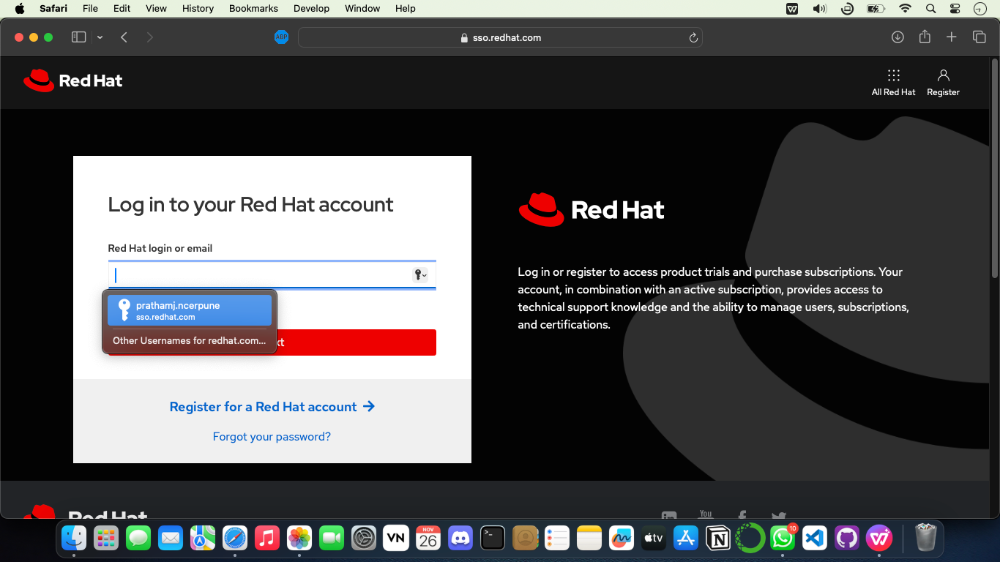 Safari File Edit View History Bookmarks Develop Window Help
ABP
sso.redhat.com
Red Hat
All Red Hat
Register
Log in to your Red Hat account
Red Hat login or email
prathamj.ncerpune
sso.redhat.com
Other Usernames for redhat.com...
Register for a Red Hat account
Forgot your password?
Red Hat
Log in or register to access product trials and purchase subscriptions. Your
account, in combination with an active subscription, provides access to
technical support knowledge and the ability to manage users, subscriptions,
and certifications.
Red Hat
You
VN
NOV
26
tv
10